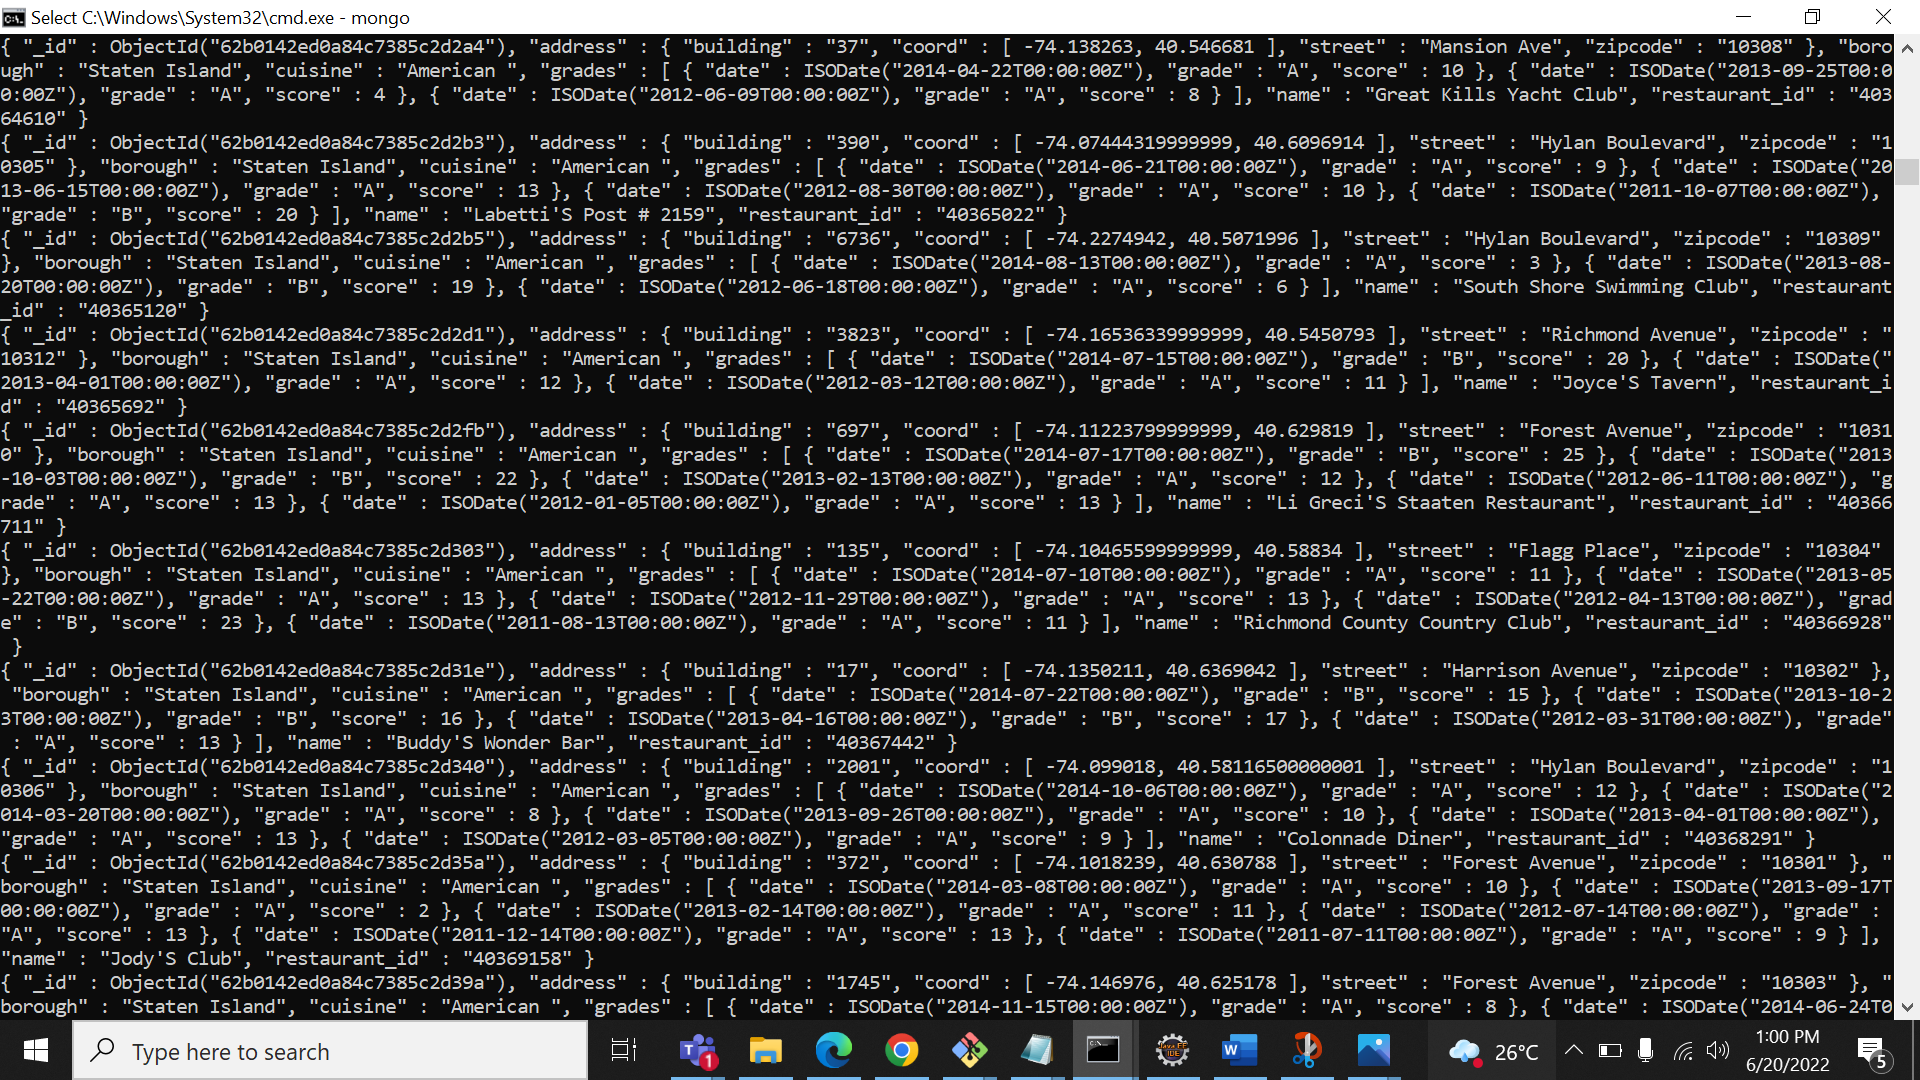 Select C:\Windows\System32\cmd.exe - mongo
{ "_id" : ObjectId("62b0142ed0a84c7385c2d2a4"), "address" : { "building" : "37", "coord" : [ -74.138263, 40.546681 ], "street" : "Mansion Ave", "zipcode" : "10308" }, "boro
ugh" : "Staten Island", "cuisine" : "American ", "grades" : [ { "date" : ISODate("2014-04-22T00:00:00Z"), "grade" : "A", "score" : 10 }, { "date" : ISODate("2013-09-25T00:0
0:00Z"), "grade" : "A", "score" : 4 }, { "date" : ISODate("2012-06-09T00:00:00Z"), "grade" : "A", "score" : 8 } ], "name" : "Great Kills Yacht Club", "restaurant_id" : "403
64610" }
{ "_id" : ObjectId("62b0142ed0a84c7385c2d2b3"), "address" : { "building" : "390", "coord" : [ -74.07444319999999, 40.6096914 ], "street" : "Hylan Boulevard", "zipcode" : "1
0305" }, "borough" : "Staten Island", "cuisine" : "American ", "grades" : [ { "date" : ISODate("2014-06-21T00:00:00Z"), "grade" : "A", "score" : 9 }, { "date" : ISODate("20
13-06-15T00:00:00Z"), "grade" : "A", "score" : 13 }, { "date" : ISODate("2012-08-30T00:00:00Z"), "grade" : "A", "score" : 10 }, { "date" : ISODate("2011-10-07T00:00:00Z"),
"grade" : "B", "score" : 20 } ], "name" : "Labetti'S Post # 2159", "restaurant_id" : "40365022" }
{ "_id" : ObjectId("62b0142ed0a84c7385c2d2b5"), "address" : { "building" : "6736", "coord" : [ -74.2274942, 40.5071996 ], "street" : "Hylan Boulevard", "zipcode" : "10309"
}, "borough" : "Staten Island", "cuisine" : "American ", "grades" : [ { "date" : ISODate("2014-08-13T00:00:00Z"), "grade" : "A", "score" : 3 }, { "date" : ISODate("2013-08-
20T00:00:00Z"), "grade" : "B", "score" : 19 }, { "date" : ISODate("2012-06-18T00:00:00Z"), "grade" : "A", "score" : 6 } ], "name" : "South Shore Swimming Club", "restaurant
_id" : "40365120" }
{ "_id" : ObjectId("62b0142ed0a84c7385c2d2d1"), "address" : { "building" : "3823", "coord" : [ -74.16536339999999, 40.5450793 ], "street" : "Richmond Avenue", "zipcode" : "
10312" }, "borough" : "Staten Island", "cuisine" : "American ", "grades" : [ { "date" : ISODate("2014-07-15T00:00:00Z"), "grade" : "B", "score" : 20 }, { "date" : ISODate("
2013-04-01T00:00:00Z"), "grade" : "A", "score" : 12 }, { "date" : ISODate("2012-03-12T00:00:00Z"), "grade" : "A", "score" : 11 } ], "name" : "Joyce'S Tavern", "restaurant_i
d" : "40365692" }
{ "_id" : ObjectId("62b0142ed0a84c7385c2d2fb"), "address" : { "building" : "697", "coord" : [ -74.11223799999999, 40.629819 ], "street" : "Forest Avenue", "zipcode" : "1031
0" }, "borough" : "Staten Island", "cuisine" : "American ", "grades" : [ { "date" : ISODate("2014-07-17T00:00:00Z"), "grade" : "B", "score" : 25 }, { "date" : ISODate("2013
-10-03T00:00:00Z"), "grade" : "B", "score" : 22 }, { "date" : ISODate("2013-02-13T00:00:00Z"), "grade" : "A", "score" : 12 }, { "date" : ISODate("2012-06-11T00:00:00Z"), "g
rade" : "A", "score" : 13 }, { "date" : ISODate("2012-01-05T00:00:00Z"), "grade" : "A", "score" : 13 } ], "name" : "Li Greci'S Staaten Restaurant", "restaurant_id" : "40366
711" }
{ "_id" : ObjectId("62b0142ed0a84c7385c2d303"), "address" : { "building" : "135", "coord" : [ -74.10465599999999, 40.58834 ], "street" : "Flagg Place", "zipcode" : "10304"
}, "borough" : "Staten Island", "cuisine" : "American ", "grades" : [ { "date" : ISODate("2014-07-10T00:00:00Z"), "grade" : "A", "score" : 11 }, { "date" : ISODate("2013-05
-22T00:00:00Z"), "grade" : "A", "score" : 13 }, { "date" : ISODate("2012-11-29T00:00:00Z"), "grade" : "A", "score" : 13 }, { "date" : ISODate("2012-04-13T00:00:00Z"), "grad
e" : "B", "score" : 23 }, { "date" : ISODate("2011-08-13T00:00:00Z"), "grade" : "A", "score" : 11 } ], "name" : "Richmond County Country Club", "restaurant_id" : "40366928"
}
{ "_id" : ObjectId("62b0142ed0a84c7385c2d31e"), "address" : { "building" : "17", "coord" : [ -74.1350211, 40.6369042 ], "street" : "Harrison Avenue", "zipcode" : "10302" },
"borough" : "Staten Island", "cuisine" : "American ", "grades" : [ { "date" : ISODate("2014-07-22T00:00:00Z"), "grade" : "B", "score" : 15 }, { "date" : ISODate("2013-10-2
3T00:00:00Z"), "grade" : "B", "score" : 16 }, { "date" : ISODate("2013-04-16T00:00:00Z"), "grade" : "B", "score" : 17 }, { "date" : ISODate("2012-03-31T00:00:00Z"), "grade"
: "A", "score" : 13 } ], "name" : "Buddy'S Wonder Bar", "restaurant_id" : "40367442" }
{ "_id" : ObjectId("62b0142ed0a84c7385c2d340"), "address" : { "building" : "2001", "coord" : [ -74.099018, 40.58116500000001 ], "street" : "Hylan Boulevard", "zipcode" : "1
0306" }, "borough" : "Staten Island", "cuisine" : "American ", "grades" : [ { "date" : ISODate("2014-10-06T00:00:00Z"), "grade" : "A", "score" : 12 }, { "date" : ISODate("2
014-03-20T00:00:00Z"), "grade" : "A", "score" : 8 }, { "date" : ISODate("2013-09-26T00:00:00Z"), "grade" : "A", "score" : 10 }, { "date" : ISODate("2013-04-01T00:00:00Z"),
"grade" : "A", "score" : 13 }, { "date" : ISODate("2012-03-05T00:00:00Z"), "grade" : "A", "score" : 9 } ], "name" : "Colonnade Diner", "restaurant_id" : "40368291" }
{ "_id" : ObjectId("62b0142ed0a84c7385c2d35a"), "address" : { "building" : "372", "coord" : [ -74.1018239, 40.630788 ], "street" : "Forest Avenue", "zipcode" : "10301" }, "
borough" : "Staten Island", "cuisine" : "American ", "grades" : [ { "date" : ISODate("2014-03-08T00:00:00Z"), "grade" : "A", "score" : 10 }, { "date" : ISODate("2013-09-17T
00:00:00Z"), "grade" : "A", "score" : 2 }, { "date" : ISODate("2013-02-14T00:00:00Z"), "grade" : "A", "score" : 11 }, { "date" : ISODate("2012-07-14T00:00:00Z"), "grade" :
"A", "score" : 13 }, { "date" : ISODate("2011-12-14T00:00:00Z"), "grade" : "A", "score" : 13 }, { "date" : ISODate("2011-07-11T00:00:00Z"), "grade" : "A", "score" : 9 } ],
"name" : "Jody'S Club", "restaurant_id" : "40369158" }
{ "_id" : ObjectId("62b0142ed0a84c7385c2d39a"), "address" : { "building" : "1745", "coord" : [ -74.146976, 40.625178 ], "street" : "Forest Avenue", "zipcode" : "10303" }, "
borough" : "Staten Island", "cuisine" : "American ", "grades" : [ { "date" : ISODate("2014-11-15T00:00:00Z"), "grade" : "A", "score" : 8 }, { "date" : ISODate("2014-06-24T0
Type here to search
T
1
Java EE
IDE
W
26°C
1:00 PM
6/20/2022
5